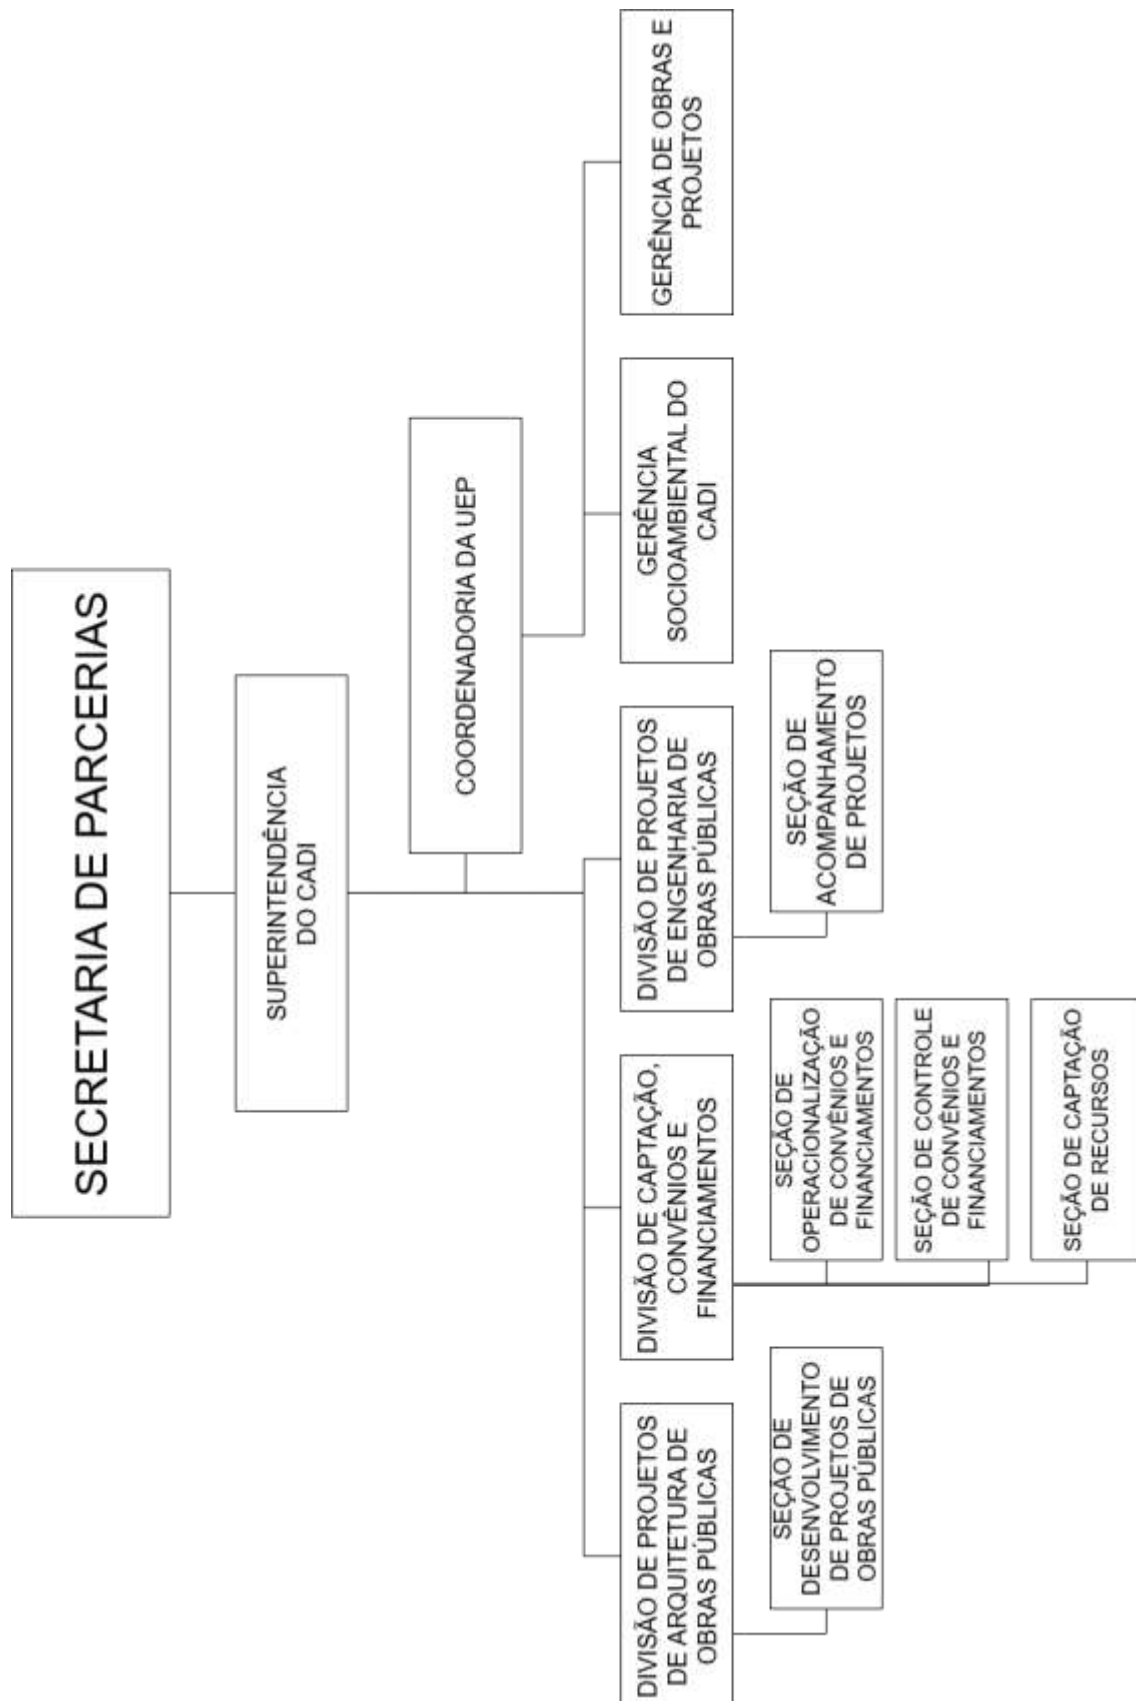 SECRETARIA DE PARCERIAS
SUPERINTENDÊNCIA
DO CADI
COORDENADORIA DA UEP
DIVISÃO DE PROJETOS
DE ARQUITETURA DE
OBRAS PÚBLICAS
DIVISÃO DE CAPTAÇÃO,
CONVÊNIOS E
FINANCIAMENTOS
DIVISÃO DE PROJETOS
DE ENGENHARIA DE
OBRAS PÚBLICAS
GERÊNCIA
SOCIOAMBIENTAL DO
CADI
GERÊNCIA DE OBRAS E
PROJETOS
SEÇÃO DE
DESENVOLVIMENTO
DE PROJETOS DE
OBRAS PÚBLICAS
SEÇÃO DE
OPERACIONALIZAÇÃO
DE CONVÊNIOS E
FINANCIAMENTOS
SEÇÃO DE CONTROLE
DE CONVÊNIOS E
FINANCIAMENTOS
SEÇÃO DE CAPTAÇÃO
DE RECURSOS
SEÇÃO DE
ACOMPANHAMENTO
DE PROJETOS